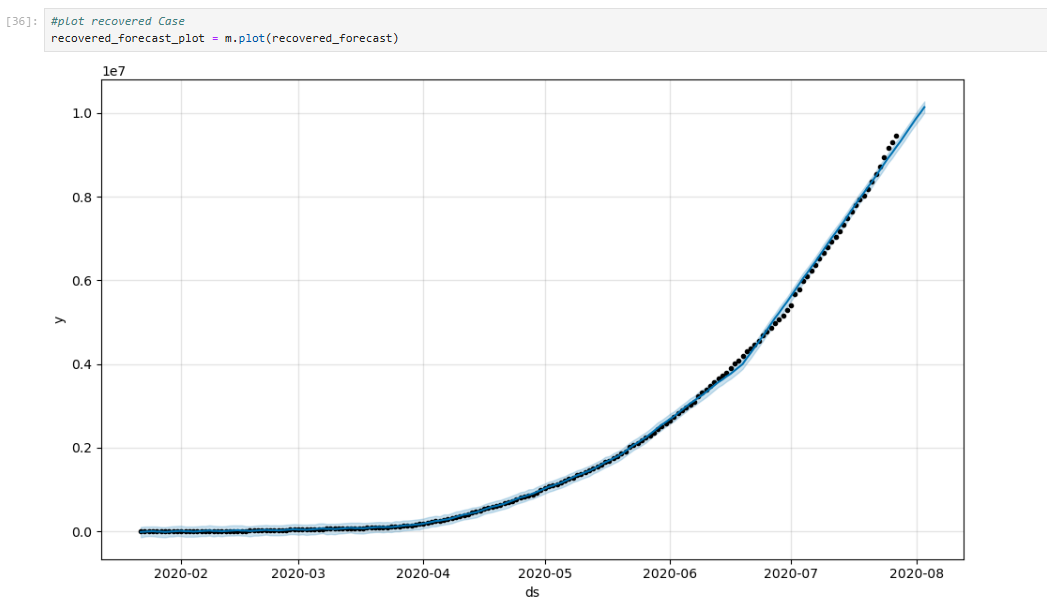 [36]: #plot recovered Case
recovered_forecast_plot = m.plot(recovered_forecast)
1e7
1.0
0.8
0.6
0.4
0.2
0.0
y
2020-02 2020-03 2020-04 2020-05 2020-06 2020-07 2020-08
ds